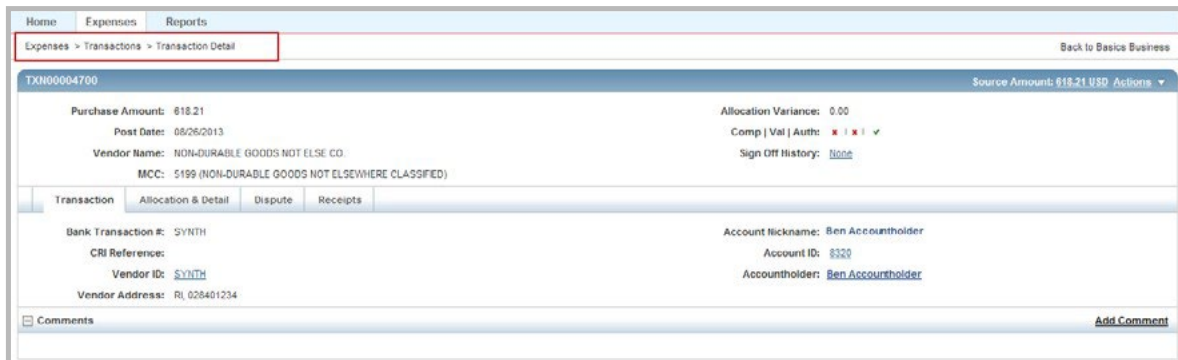 Home Expenses Reports
Expenses > Transactions > Transaction Detail Back to Basics Business
TXN00004700 Source Amount: 618.21 USD Actions
Purchase Amount: 618.21 Allocation Variance: 0.00
Post Date: 08/26/2013 Comp | Val | Auth: x | x | ✓
Vendor Name: NON-DURABLE GOODS NOT ELSE CO. Sign Off History: None
MCC: 5199 (NON-DURABLE GOODS NOT ELSEWHERE CLASSIFIED)
Transaction Allocation & Detail Dispute Receipts
Bank Transaction #: SYNTH Account Nickname: Ben Accountholder
CRI Reference: Account ID: 8320
Vendor ID: SYNTH Accountholder: Ben Accountholder
Vendor Address: RI, 028401234
Comments Add Comment